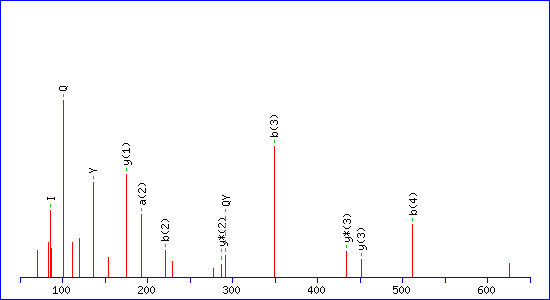 I
Q
Y
y(1)
a(2)
b(2)
y*(2)
QY
b(3)
y*(3)
y(3)
b(4)
100 200 300 400 500 600